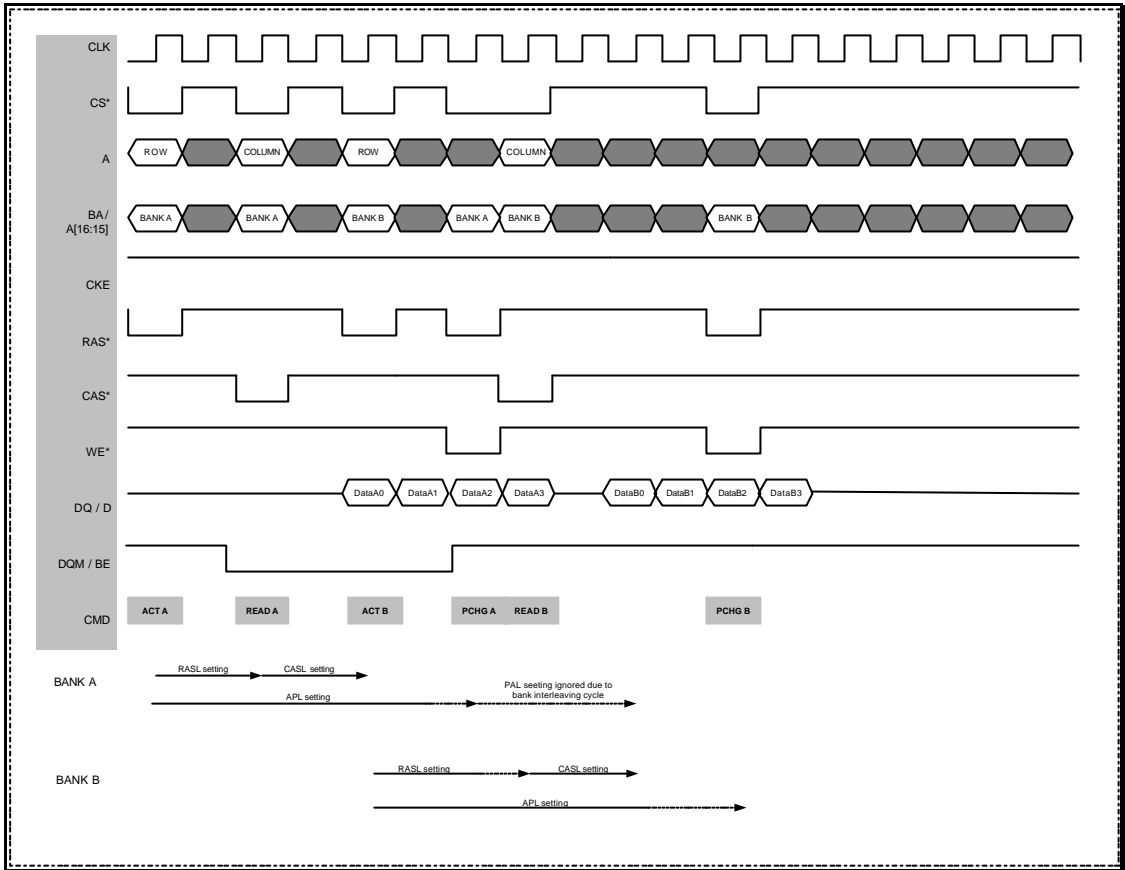 CLK
CS*
A
ROW
COLUMN
ROW
COLUMN
BA /
A[16:15]
BANK A
BANK A
BANK B
BANK A
BANK B
BANK B
CKE
RAS*
CAS*
WE*
DQ / D
DataA0
DataA1
DataA2
DataA3
DataB0
DataB1
DataB2
DataB3
DQM / BE
CMD
ACT A
READ A
ACT B
PCHG A
READ B
PCHG B
BANK A
RASL setting
CASL setting
APL setting
PAL seeting ignored due to
bank interleaving cycle
BANK B
RASL setting
CASL setting
APL setting